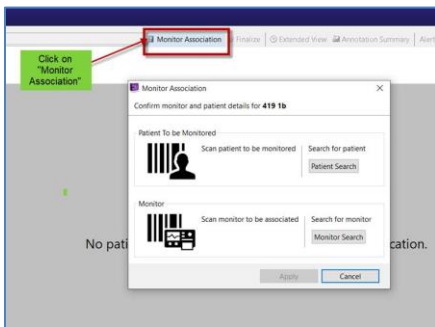 Monitor Association Finalize Extended View Annotation Summary Alert
Click on
"Monitor
Association"
Monitor Association
Confirm monitor and patient details for 419 1b
Patient To be Monitored
Scan patient to be monitored Search for patient
Patient Search
Monitor
Scan monitor to be associated Search for monitor
Monitor Search
No pati cation.
Apply Cancel